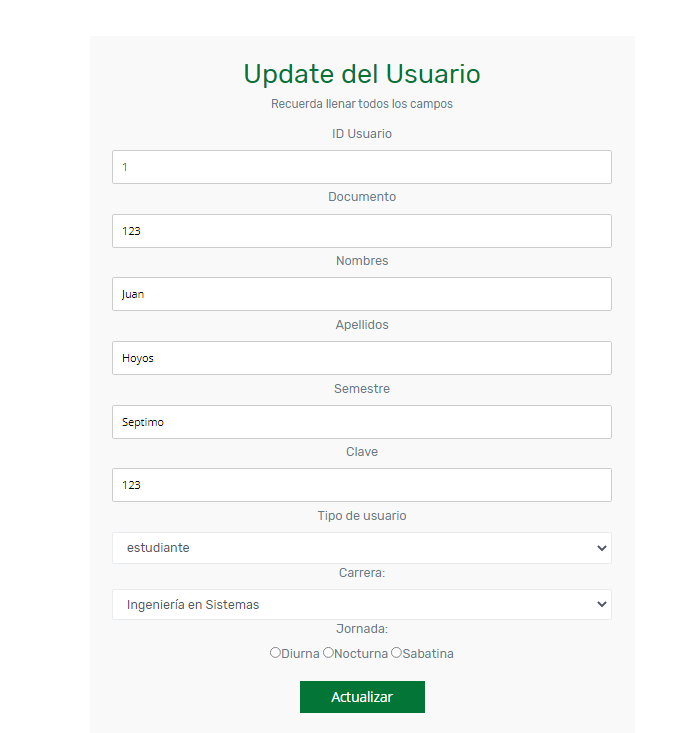 Update del Usuario
Recuerda llenar todos los campos
ID Usuario
1
Documento
123
Nombres
Juan
Apellidos
Hoyos
Semestre
Septimo
Clave
123
Tipo de usuario
estudiante
Carrera:
Ingeniería en Sistemas
Jornada:
Diurna Nocturna Sabatina
Actualizar